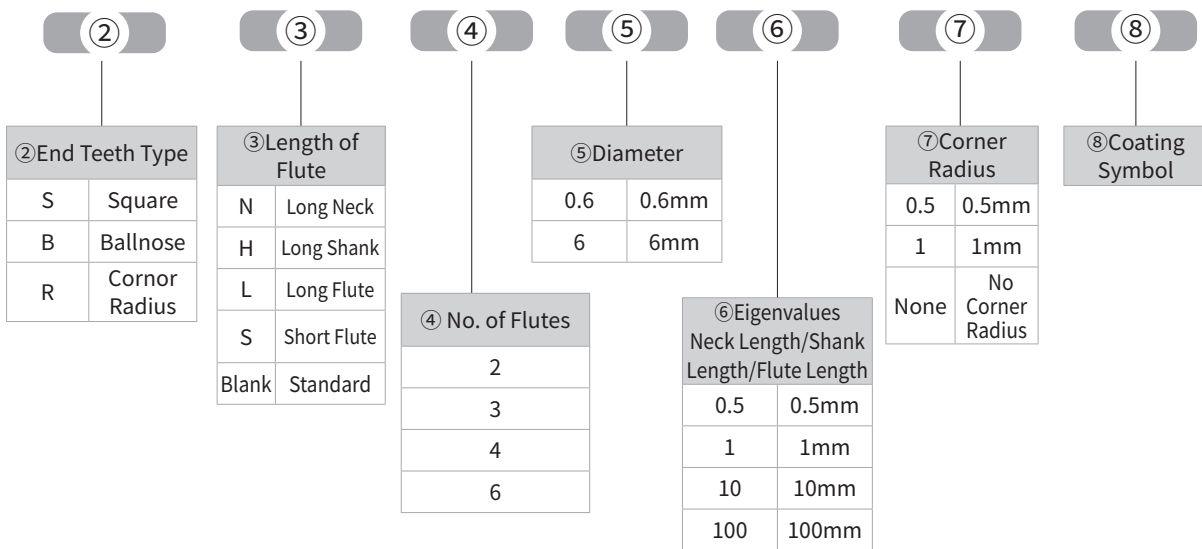 ② ③ ④ ⑤ ⑥ ⑦ ⑧
②End Teeth Type
S Square
B Ballnose
R Cornor
Radius
③Length of
Flute
N Long Neck
H Long Shank
L Long Flute
S Short Flute
Blank Standard
④ No. of Flutes
2
3
4
6
⑤Diameter
0.6 0.6mm
6 6mm
⑥Eigenvalues
Neck Length/Shank
Length/Flute Length
0.5 0.5mm
1 1mm
10 10mm
100 100mm
⑦Corner
Radius
0.5 0.5mm
1 1mm
None No
Corner
Radius
⑧Coating
Symbol